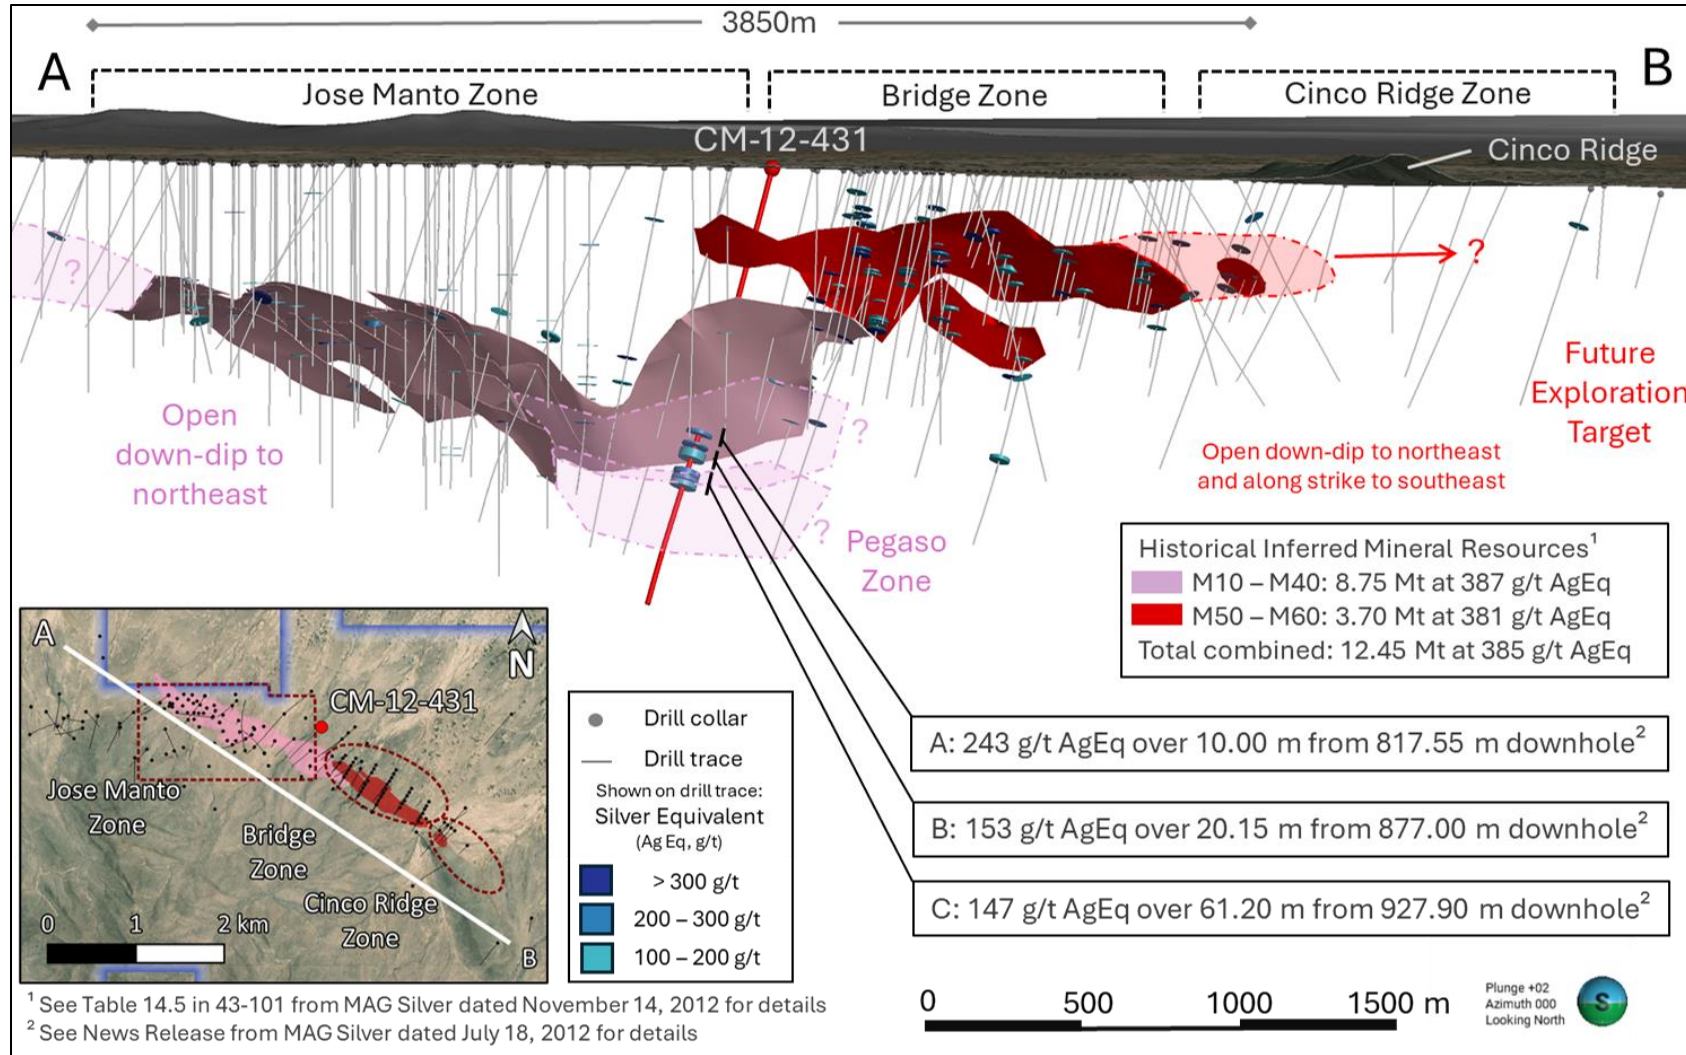 3850m
A
B
Jose Manto Zone
Bridge Zone
Cinco Ridge Zone
CM-12-431
Cinco Ridge
?
?
?
?
Open
down-dip to
northeast
Pegaso
Zone
Future
Exploration
Target
Open down-dip to northeast
and along strike to southeast
Historical Inferred Mineral Resources¹
M10 – M40: 8.75 Mt at 387 g/t AgEq
M50 – M60: 3.70 Mt at 381 g/t AgEq
Total combined: 12.45 Mt at 385 g/t AgEq
A: 243 g/t AgEq over 10.00 m from 817.55 m downhole²
B: 153 g/t AgEq over 20.15 m from 877.00 m downhole²
C: 147 g/t AgEq over 61.20 m from 927.90 m downhole²
A
N
CM-12-431
Jose Manto
Zone
Bridge
Zone
Cinco Ridge
Zone
B
0 1 2 km
Drill collar
Drill trace
Shown on drill trace:
Silver Equivalent
(Ag Eq, g/t)
> 300 g/t
200 – 300 g/t
100 – 200 g/t
0 500 1000 1500 m
Plunge +02
Azimuth 000
Looking North
S
¹ See Table 14.5 in 43-101 from MAG Silver dated November 14, 2012 for details
² See News Release from MAG Silver dated July 18, 2012 for details